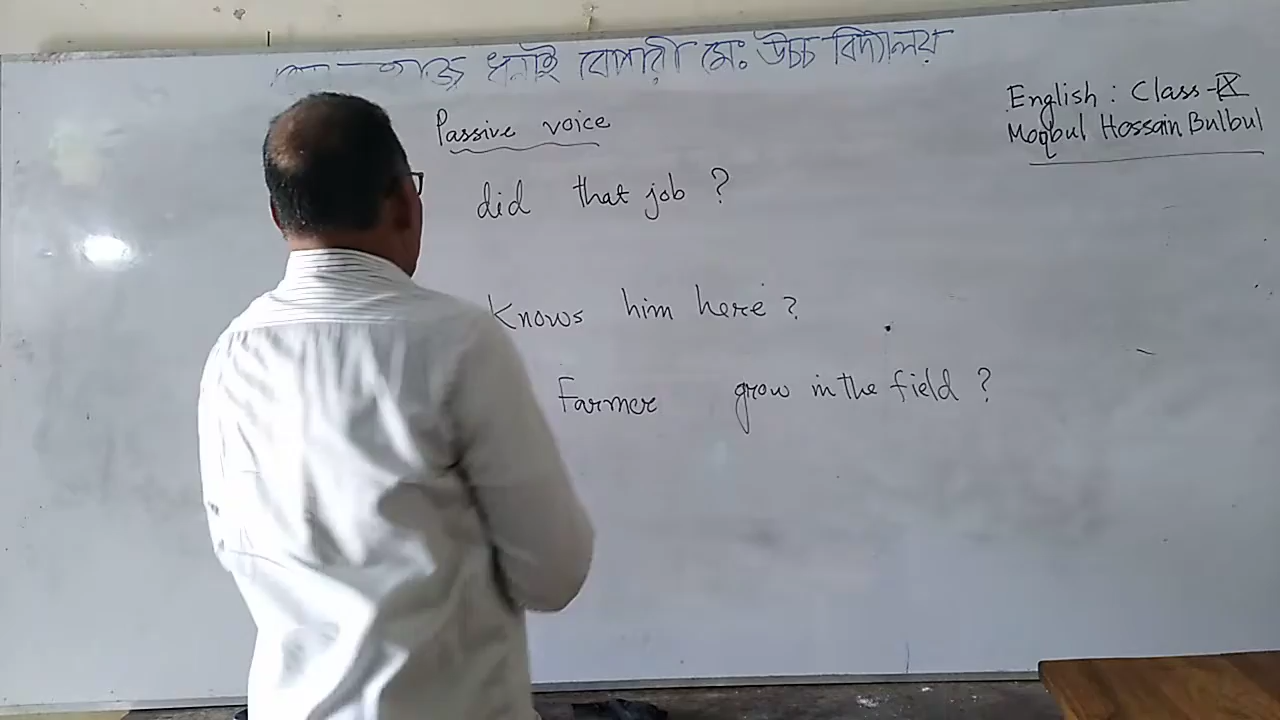 ধনাই বেপারী মেঃ উচ্চ বিদ্যালয়
English : Class-IX
Moqbul Hossain Bulbul
Passive voice
did that job ?
Knows him here ?
Farmer grow in the field ?